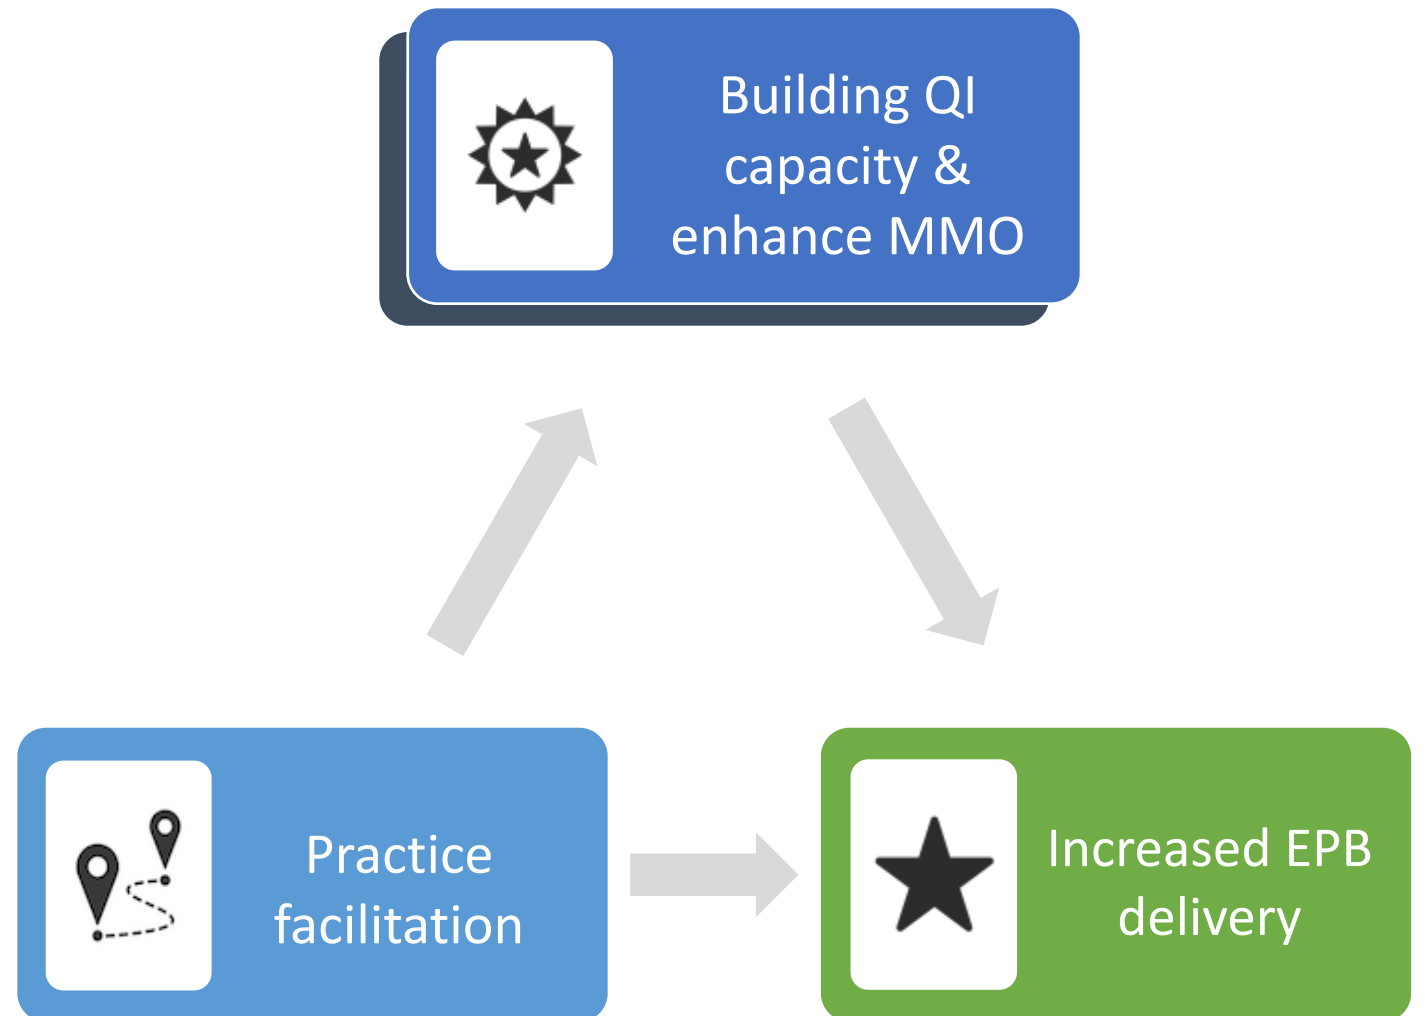 Building QI
capacity &
enhance MMO
Practice
facilitation
Increased EPB
delivery